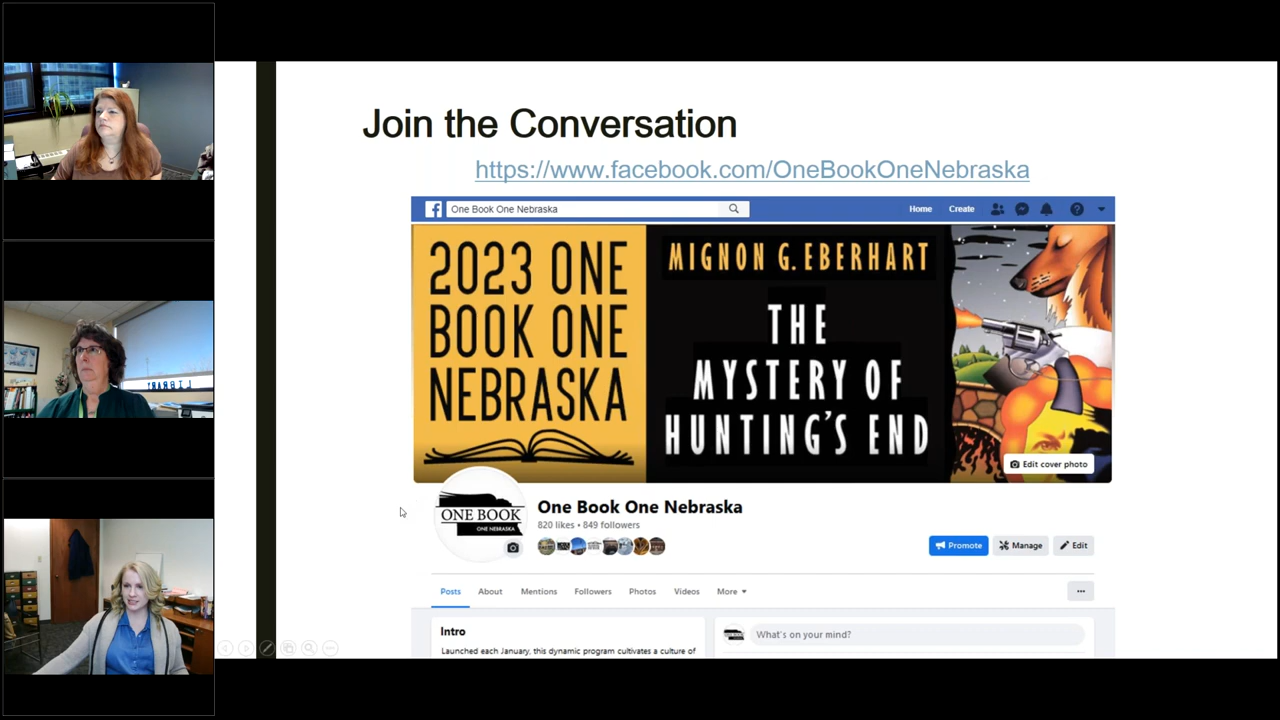 Join the Conversation
https://www.facebook.com/OneBookOneNebraska
One Book One Nebraska
Home Create
2023 ONE
BOOK ONE
NEBRASKA
MIGNON G. EBERHART
THE
MYSTERY OF
HUNTING'S END
Edit cover photo
ONE BOOK
ONE NEBRASKA
One Book One Nebraska
820 likes • 849 followers
Promote Manage Edit
Posts About Mentions Followers Photos Videos More
Intro
What's on your mind?
Launched each January, this dynamic program cultivates a culture of
LIBRARY